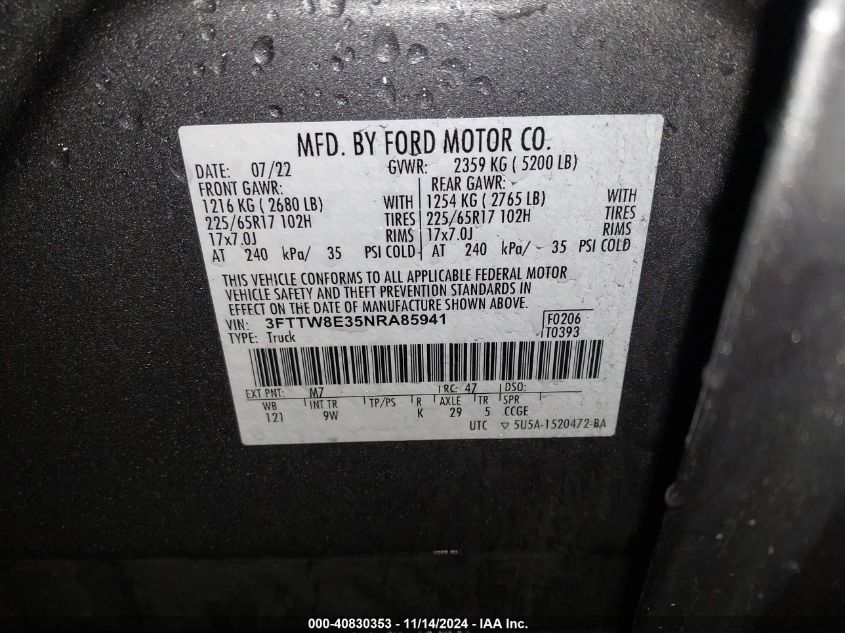 MFD. BY FORD MOTOR CO.
DATE: 07/22 GVWR: 2359 KG ( 5200 LB)
FRONT GAWR: REAR GAWR:
1216 KG ( 2680 LB) WITH 1254 KG ( 2765 LB) WITH
225/65R17 102H TIRES 225/65R17 102H TIRES
17x7.0J RIMS 17x7.0J RIMS
AT 240 kPa/ 35 PSI COLD AT 240 kPa/ 35 PSI COLD
THIS VEHICLE CONFORMS TO ALL APPLICABLE FEDERAL MOTOR
VEHICLE SAFETY AND THEFT PREVENTION STANDARDS IN
EFFECT ON THE DATE OF MANUFACTURE SHOWN ABOVE.
VIN: 3FTTW8E35NRA85941 F0206
TYPE: Truck T0393
EXT PNT: M7 RC: 47 DSO:
WB INT TR TP/PS R AXLE TR SPR
121 9W K 29 5 CCGE
UTC ▽ 5U5A-1520472-BA
000-40830353 - 11/14/2024 - IAA Inc.